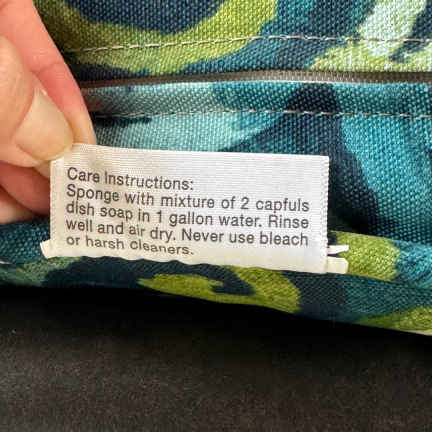 Care Instructions:
Sponge with mixture of 2 capfuls
dish soap in 1 gallon water. Rinse
well and air dry. Never use bleach
or harsh cleaners.